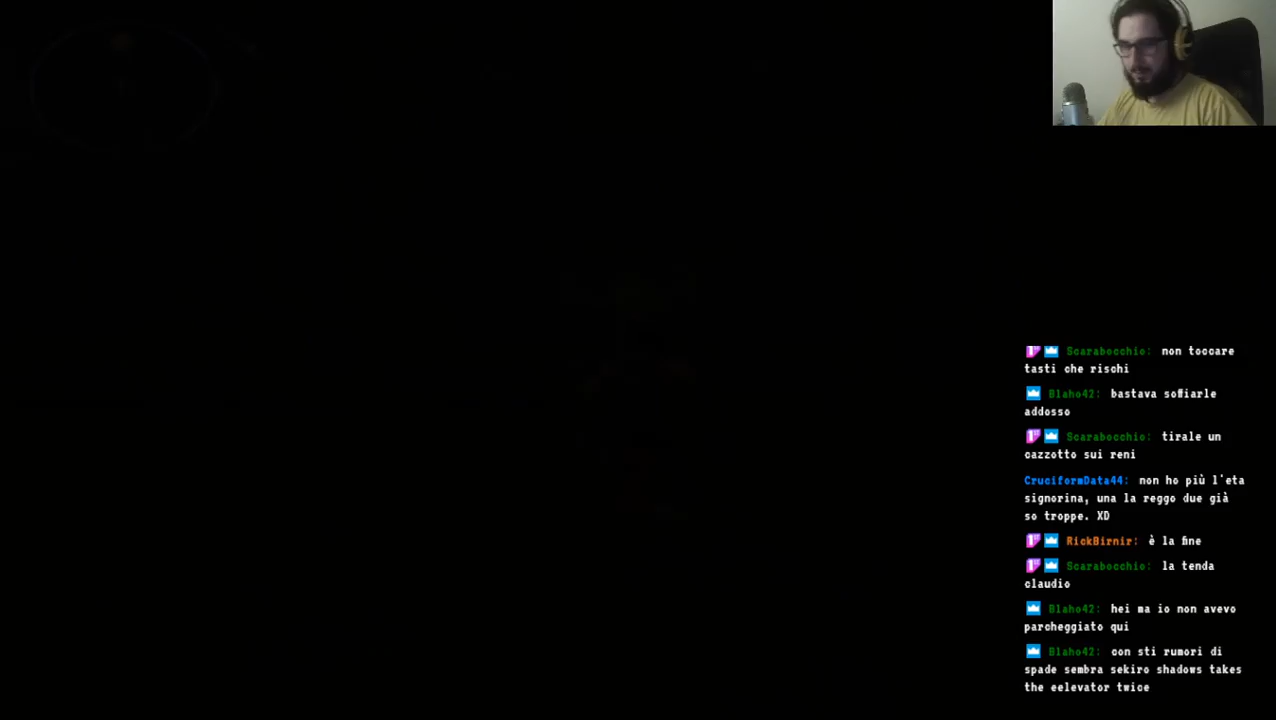 Scarabocchio: non toccare
tasti che rischi
Blaho42: bastava soffiarle
addosso
Scarabocchio: tirale un
cazzotto sui reni
CruciformData44: non ho più l'eta
signorina, una la reggo due già
so troppe. XD
RickBirnir: è la fine
Scarabocchio: la tenda
claudio
Blaho42: hei ma io non avevo
parcheggiato qui
Blaho42: con sti rumori di
spade sembra sekiro shadows takes
the eelevator twice